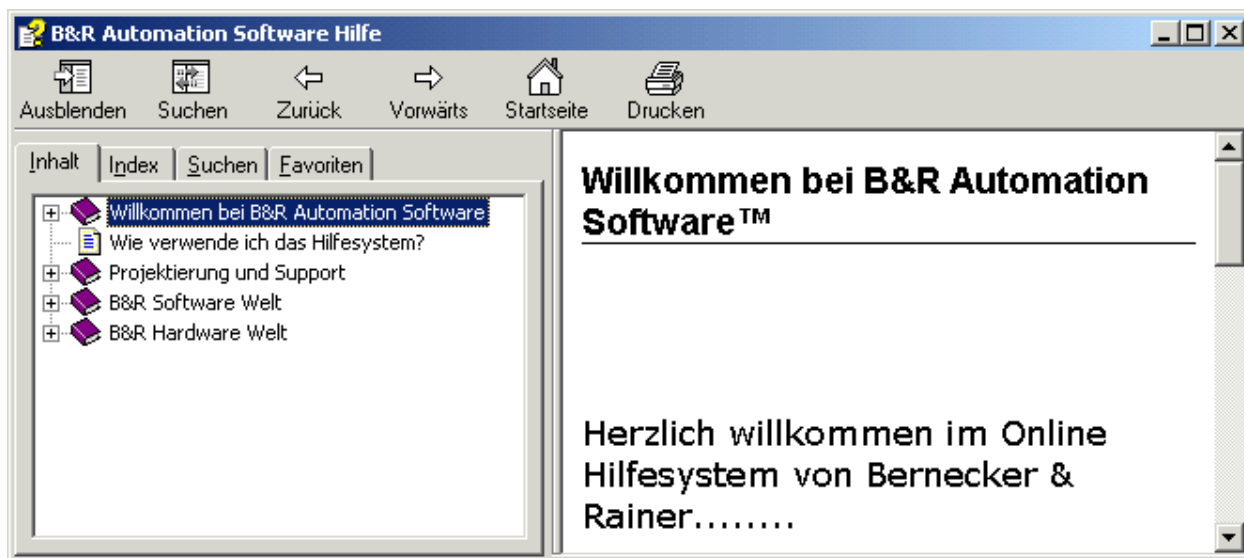 B&R Automation Software Hilfe
Ausblenden Suchen Zurück Vorwärts Startseite Drucken
Inhalt Index Suchen Favoriten
Willkommen bei B&R Automation Software
Wie verwende ich das Hilfesystem?
Projektierung und Support
B&R Software Welt
B&R Hardware Welt
Willkommen bei B&R Automation
Software™
Herzlich willkommen im Online
Hilfesystem von Bernecker &
Rainer........